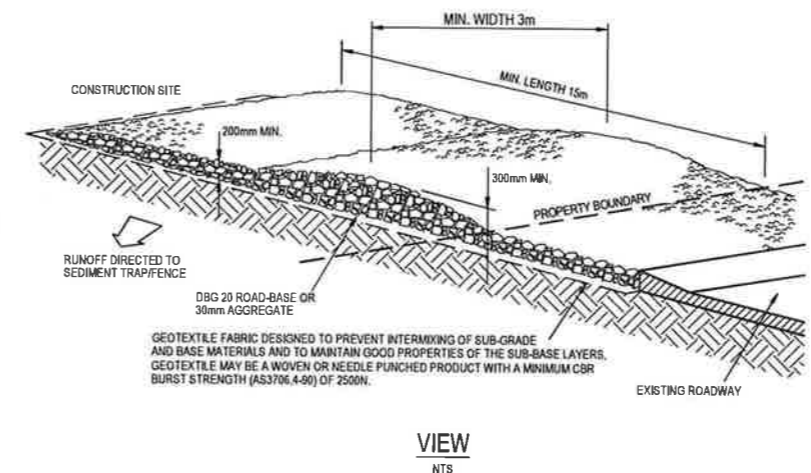 MIN. WIDTH 3m
MIN. LENGTH 15m
CONSTRUCTION SITE
200mm MIN.
300mm MIN.
PROPERTY BOUNDARY
RUNOFF DIRECTED TO
SEDIMENT TRAP/FENCE
DBG 20 ROAD-BASE OR
30mm AGGREGATE
GEOTEXTILE FABRIC DESIGNED TO PREVENT INTERMIXING OF SUB-GRADE
AND BASE MATERIALS AND TO MAINTAIN GOOD PROPERTIES OF THE SUB-BASE LAYERS.
GEOTEXTILE MAY BE A WOVEN OR NEEDLE PUNCHED PRODUCT WITH A MINIMUM CBR
BURST STRENGTH (AS3706.4-90) OF 2500N.
EXISTING ROADWAY
VIEW
NTS